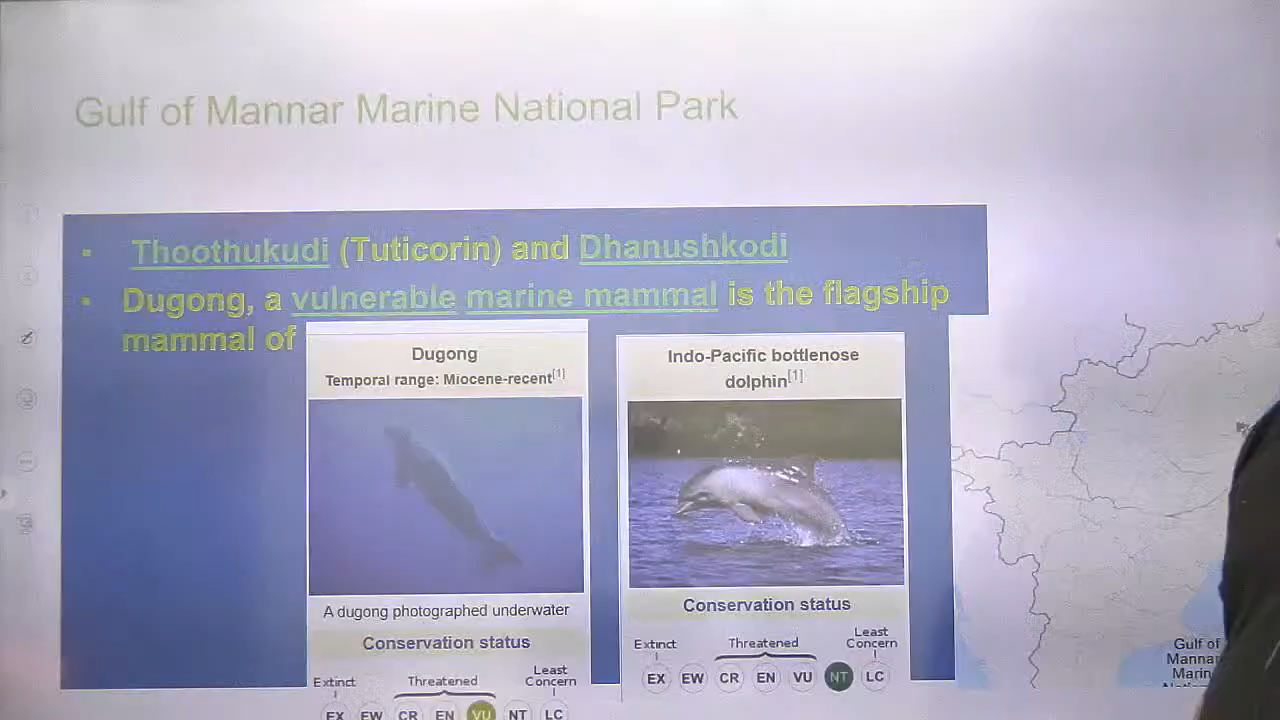 Gulf of Mannar Marine National Park
Thoothukudi (Tuticorin) and Dhanushkodi
Dugong, a vulnerable marine mammal is the flagship
mammal of
Dugong
Temporal range: Miocene-recent[1]
A dugong photographed underwater
Conservation status
Extinct Threatened Least
Concern
EX EW CR EN VU NT LC
Indo-Pacific bottlenose
dolphin[1]
Conservation status
Extinct Threatened Least
Concern
EX EW CR EN VU NT LC
Gulf of
Mannar
Marin